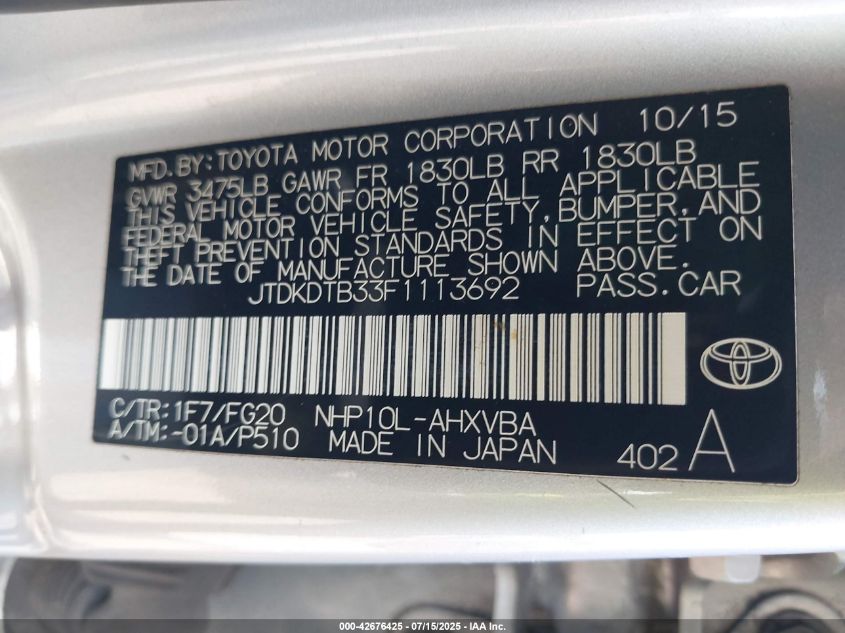 MFD. BY: TOYOTA MOTOR CORPORATION 10/15
GVWR 3475LB GAWR FR 1830LB RR 1830LB
THIS VEHICLE CONFORMS TO ALL APPLICABLE
FEDERAL MOTOR VEHICLE SAFETY, BUMPER, AND
THEFT PREVENTION STANDARDS IN EFFECT ON
THE DATE OF MANUFACTURE SHOWN ABOVE.
JTDKDTB33F1113692 PASS. CAR
C/TR: 1F7/FG20 NHP10L-AHXVBA
A/TM: -01A/P510 MADE IN JAPAN 402 A
000-42676425 - 07/15/2025 - IAA Inc.